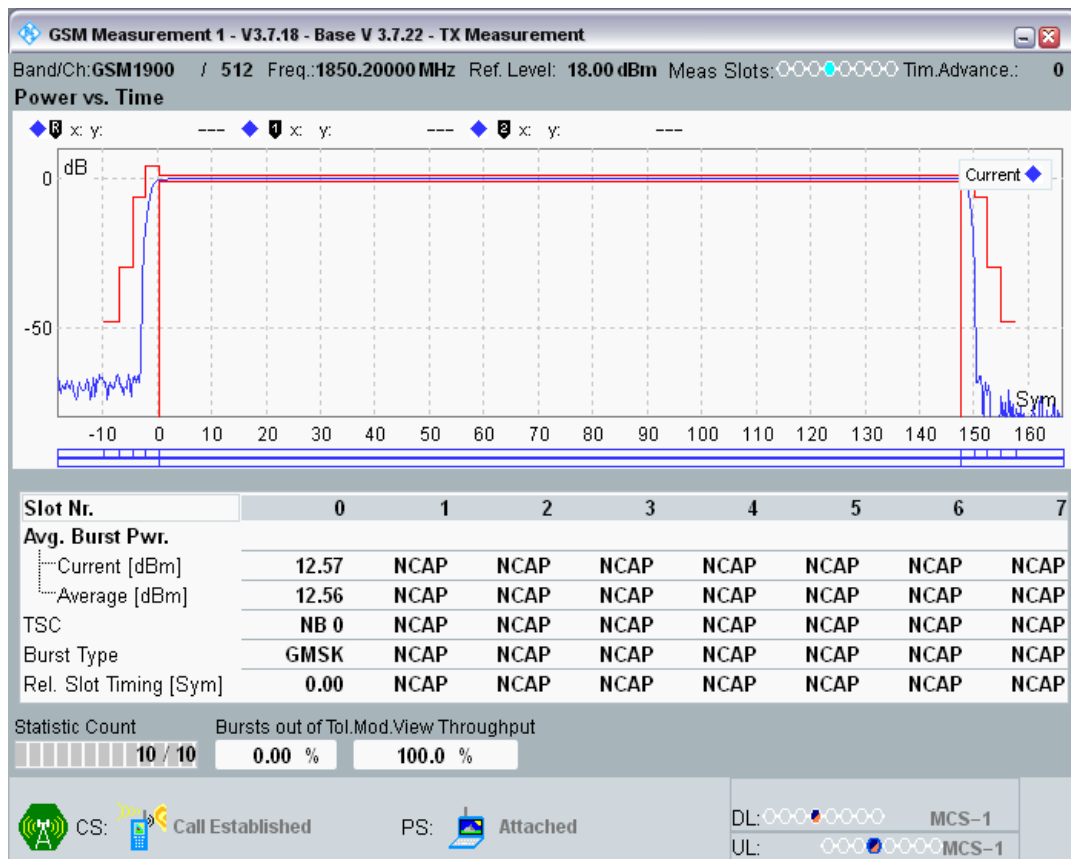 GSM Measurement 1 - V3.7.18 - Base V 3.7.22 - TX Measurement
Band/Ch:GSM1900 / 512 Freq.:1850.20000 MHz Ref. Level: 18.00 dBm Meas Slots: Tim.Advance.: 0
Power vs. Time
R x: y: --- 1 x: y: --- 2 x: y: ---
dB
Current
0
-50
Sym
-10 0 10 20 30 40 50 60 70 80 90 100 110 120 130 140 150 160
Slot Nr. 0 1 2 3 4 5 6 7
Avg. Burst Pwr.
Current [dBm] 12.57 NCAP NCAP NCAP NCAP NCAP NCAP NCAP
Average [dBm] 12.56 NCAP NCAP NCAP NCAP NCAP NCAP NCAP
TSC NB 0 NCAP NCAP NCAP NCAP NCAP NCAP NCAP
Burst Type GMSK NCAP NCAP NCAP NCAP NCAP NCAP NCAP
Rel. Slot Timing [Sym] 0.00 NCAP NCAP NCAP NCAP NCAP NCAP NCAP
Statistic Count Bursts out of Tol.Mod.View Throughput
10 / 10 0.00 % 100.0 %
CS: Call Established PS: Attached DL: MCS-1
UL: MCS-1